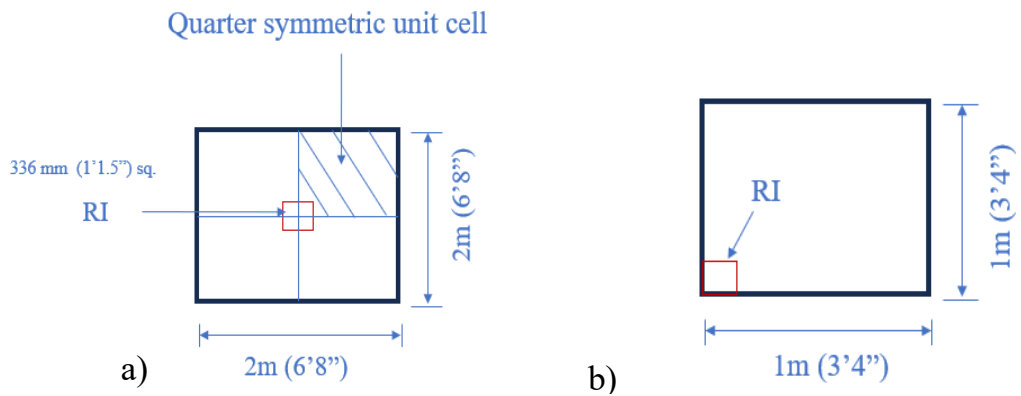 Quarter symmetric unit cell
336 mm (1’1.5”) sq.
RI
2m (6’8”)
2m (6’8”)
a)
RI
1m (3’4”)
1m (3’4”)
b)